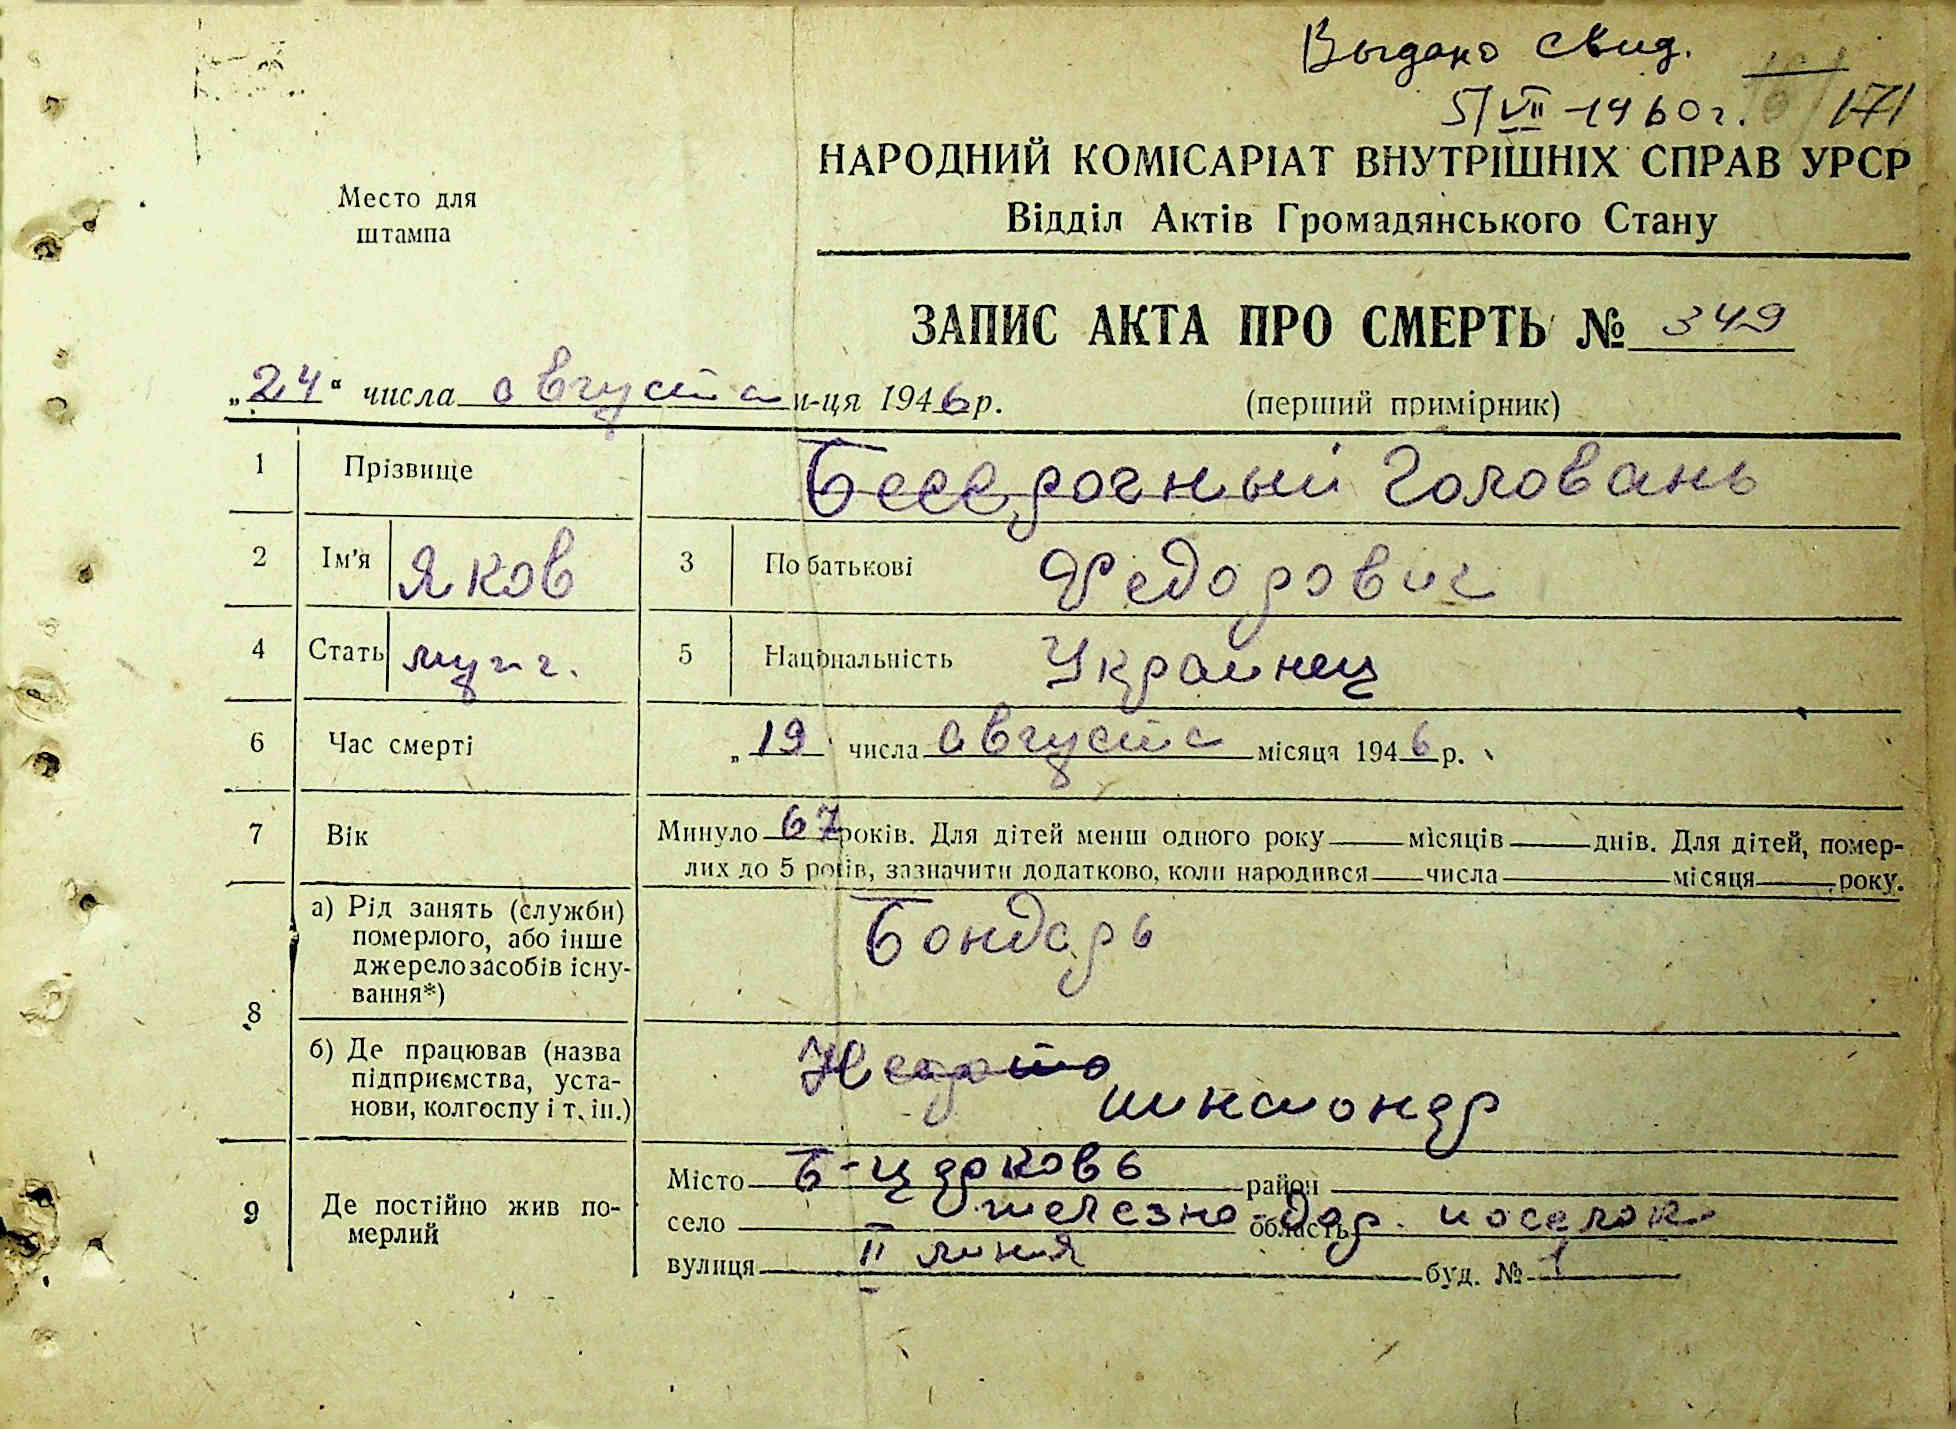 Выдано свид.
5/VII-1960г. 171
НАРОДНИЙ КОМІСАРІАТ ВНУТРІШНІХ СПРАВ УРСР
Відділ Актів Громадянського Стану
Место для
штампа
ЗАПИС АКТА ПРО СМЕРТЬ № 349
„24“ числа августа м-ця 1946 р. (перший примірник)
1 Прізвище Бессрочный Головань
2 Ім'я Яков 3 По батькові Федорович
4 Стать муж. 5 Національність Украинец
6 Час смерті „19 числа августа місяця 1946 р.
7 Вік Минуло 67 років. Для дітей менш одного року місяців днів. Для дітей, помер-
лих до 5 років, зазначити додатково, коли народився числа місяця року.
8 а) Рід занять (служби)
померлого, або інше
джерело засобів існу-
вання*)
Бондарь
б) Де працював (назва
підприємства, уста-
нови, колгоспу і т. ін.)
пинсионер
9 Де постійно жив по-
мерлий
Місто Б-Церковь район
село железно-дор. поселок область
вулиця II линия буд. № 1